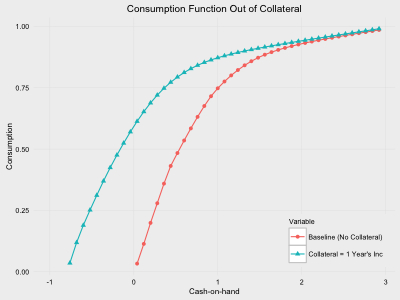 Consumption Function Out of Collateral
1.00
0.75
0.50
0.25
0.00
Consumption
-1
0
1
2
3
Cash-on-hand
Variable
Baseline (No Collateral)
Collateral = 1 Year's Inc